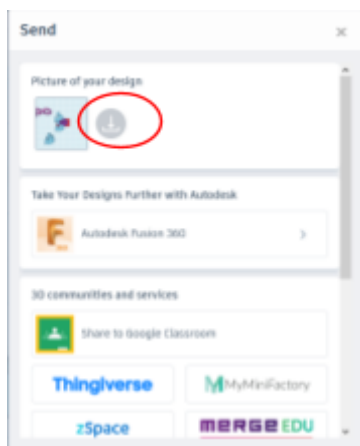 Send
Picture of your design
Take Your Designs Further with Autodesk
Autodesk Fusion 360
3D communities and services
Share to Google Classroom
Thingiverse
MyMiniFactory
zSpace
MERGE EDU